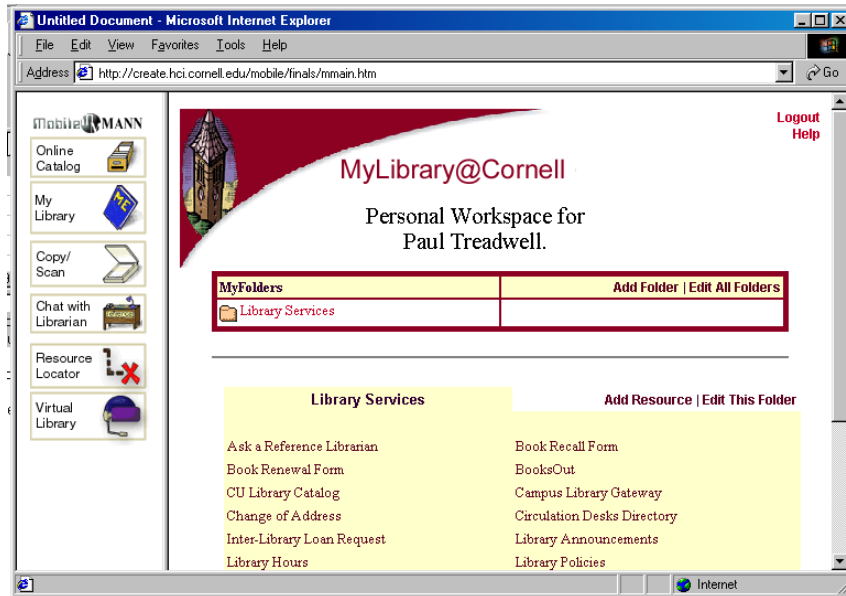 Untitled Document - Microsoft Internet Explorer
File Edit View Favorites Tools Help
Address http://create.hci.cornell.edu/mobile/finals/mmain.htm Go
Mobile MANN
Online
Catalog
My
Library
ME
Copy/
Scan
Chat with
Librarian
Resource
Locator
Virtual
Library
Logout
Help
MyLibrary@Cornell
Personal Workspace for
Paul Treadwell.
MyFolders Add Folder | Edit All Folders
Library Services
Library Services Add Resource | Edit This Folder
Ask a Reference Librarian Book Recall Form
Book Renewal Form BooksOut
CU Library Catalog Campus Library Gateway
Change of Address Circulation Desks Directory
Inter-Library Loan Request Library Announcements
Library Hours Library Policies
Internet